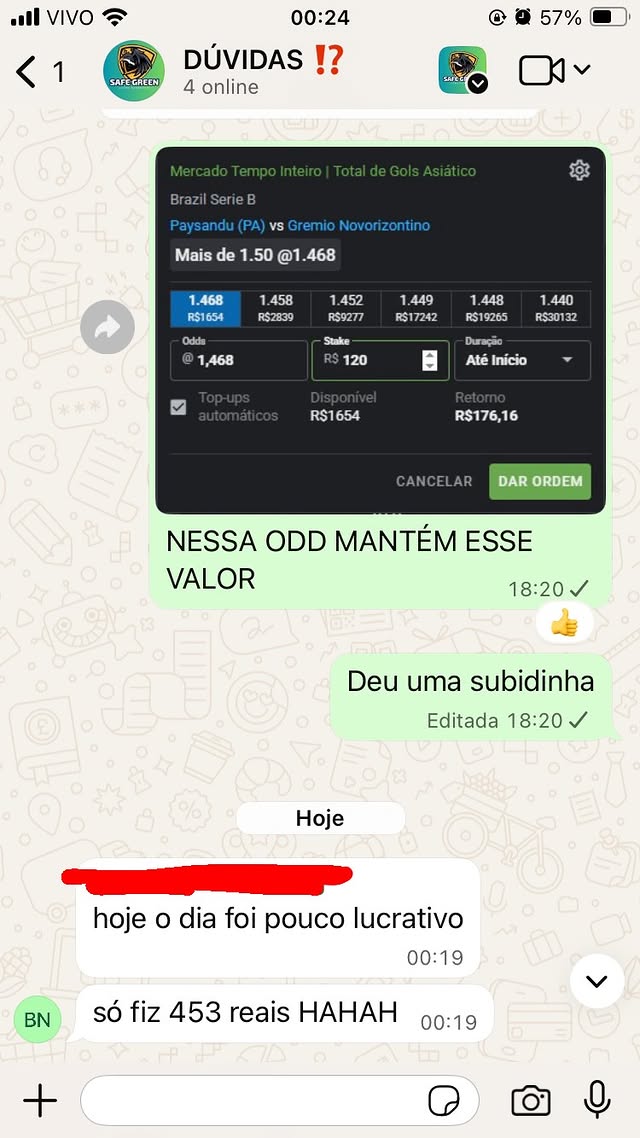 VIVO 00:24 57%
1 DÚVIDAS ⁉️
4 online
SAFE GREEN
Mercado Tempo Inteiro | Total de Gols Asiático
Brazil Serie B
Paysandu (PA) vs Gremio Novorizontino
Mais de 1.50 @1.468
1.468 1.458 1.452 1.449 1.448 1.440
R$1654 R$2839 R$9277 R$17242 R$19265 R$30132
Odds Stake Duração
@ 1,468 R$ 120 Até Início
Top-ups Disponível Retorno
automáticos R$1654 R$176,16
CANCELAR DAR ORDEM
NESSA ODD MANTÉM ESSE
VALOR
18:20
👍
Deu uma subidinha
Editada 18:20
Hoje
hoje o dia foi pouco lucrativo
00:19
BN só fiz 453 reais HAHAH 00:19